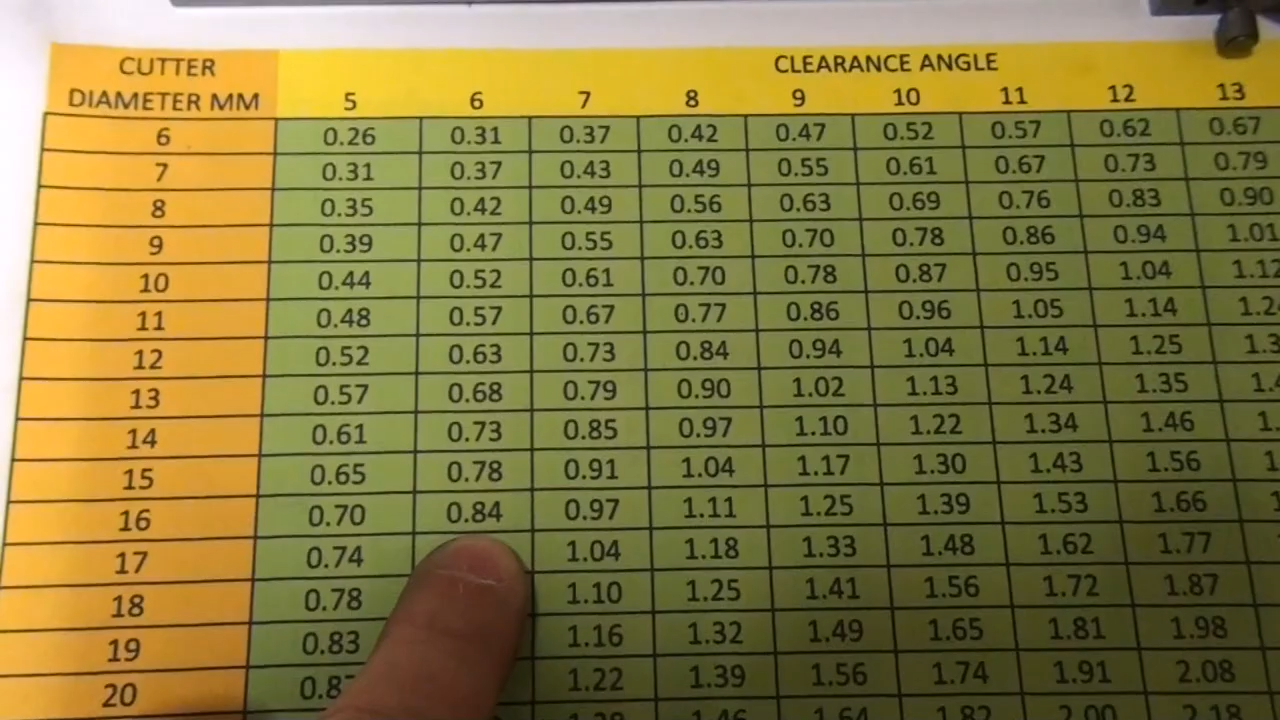 CUTTER CLEARANCE ANGLE
DIAMETER MM 5 6 7 8 9 10 11 12 13
6 0.26 0.31 0.37 0.42 0.47 0.52 0.57 0.62 0.67
7 0.31 0.37 0.43 0.49 0.55 0.61 0.67 0.73 0.79
8 0.35 0.42 0.49 0.56 0.63 0.69 0.76 0.83 0.90
9 0.39 0.47 0.55 0.63 0.70 0.78 0.86 0.94 1.01
10 0.44 0.52 0.61 0.70 0.78 0.87 0.95 1.04 1.12
11 0.48 0.57 0.67 0.77 0.86 0.96 1.05 1.14
12 0.52 0.63 0.73 0.84 0.94 1.04 1.14 1.25
13 0.57 0.68 0.79 0.90 1.02 1.13 1.24 1.35
14 0.61 0.73 0.85 0.97 1.10 1.22 1.34 1.46
15 0.65 0.78 0.91 1.04 1.17 1.30 1.43 1.56
16 0.70 0.84 0.97 1.11 1.25 1.39 1.53 1.66
17 0.74 1.04 1.18 1.33 1.48 1.62 1.77
18 0.78 1.10 1.25 1.41 1.56 1.72 1.87
19 0.83 1.16 1.32 1.49 1.65 1.81 1.98
20 1.22 1.39 1.56 1.74 1.91 2.08